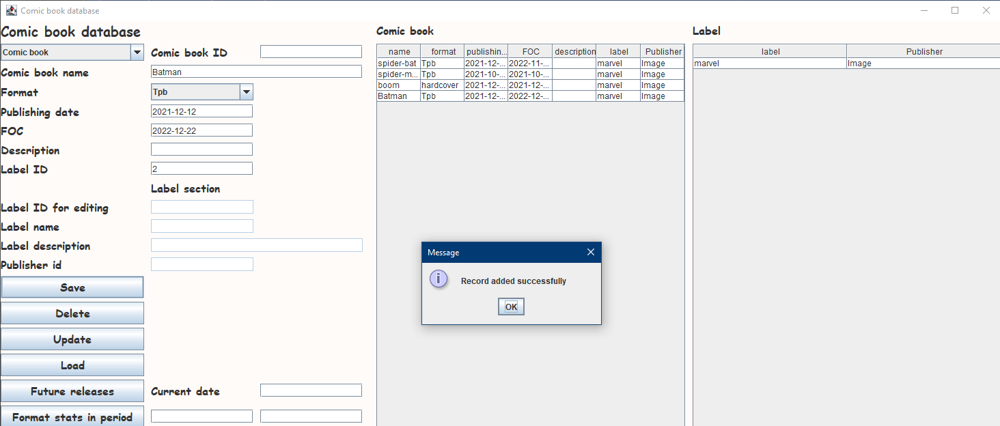 Comic book database
Comic book database
Comic book
Comic book ID
Comic book name
Batman
Format
Tpb
Publishing date
2021-12-12
FOC
2022-12-22
Description
Label ID
2
Label section
Label ID for editing
Label name
Label description
Publisher id
Save
Delete
Update
Load
Future releases
Current date
Format stats in period
Comic book
name format publishin... FOC description label Publisher
spider-bat Tpb 2021-12-... 2022-11-... marvel Image
spider-m... Tpb 2021-10-... 2021-10-... marvel Image
boom hardcover 2021-12-... 2021-12-... marvel Image
Batman Tpb 2021-12-... 2022-12-... marvel Image
Label
label Publisher
marvel Image
Message
Record added successfully
OK